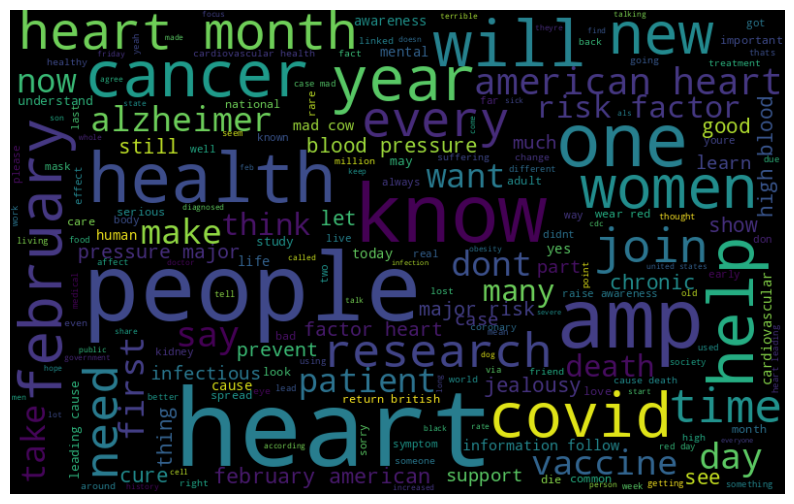 heart month
will
new
cancer
year
american heart
now
alzheimer
every
risk factor
one
women
february
health
know
people
amp
help
research
heart
covid
time
join
death
patient
vaccine
day
need
first
take
say
make
think
want
dont
many
still
blood pressure
mad cow
pressure major
major risk
factor heart
prevent
infectious
cure
february american
support
information follow
see
jealousy
chronic
high blood
cardiovascular
leading cause
return british
cause
symptom
good
learn
show
much
part
case
let
life
study
today
human
serious
understand
awareness
linked
mental
fact
cardiovascular health
national
rare
case mad
healthy
focus
terrible
theyre
find
talking
yeah
made
friday
doesn
got
important
back
thats
going
treatment
agree
state
son
last
seem
known
million
may
far
sick
als
come
youre
due
please
whole
mask
effect
well
feb
keep
suffering
change
different
always
adult
way
wear red
thought
cdc
don
work
care
body
living
food
diagnosed
live
real
two
obesity
didnt
yes
point
united states
early
affect
doctor
called
infection
tell
talk
lost
raise awareness
old
medical
even
share
bad
coronary
severe
mean
dog
society
used
heart leading
public
government
kidney
look
using
friend
via
start
hope
men
lot
better
spread
eye
lead
long
world
love
cause death
month
thing
black
rate
high
red day
everyone
according
sorry
someone
cell
around
history
right
increased
die
common
person
week
getting
something